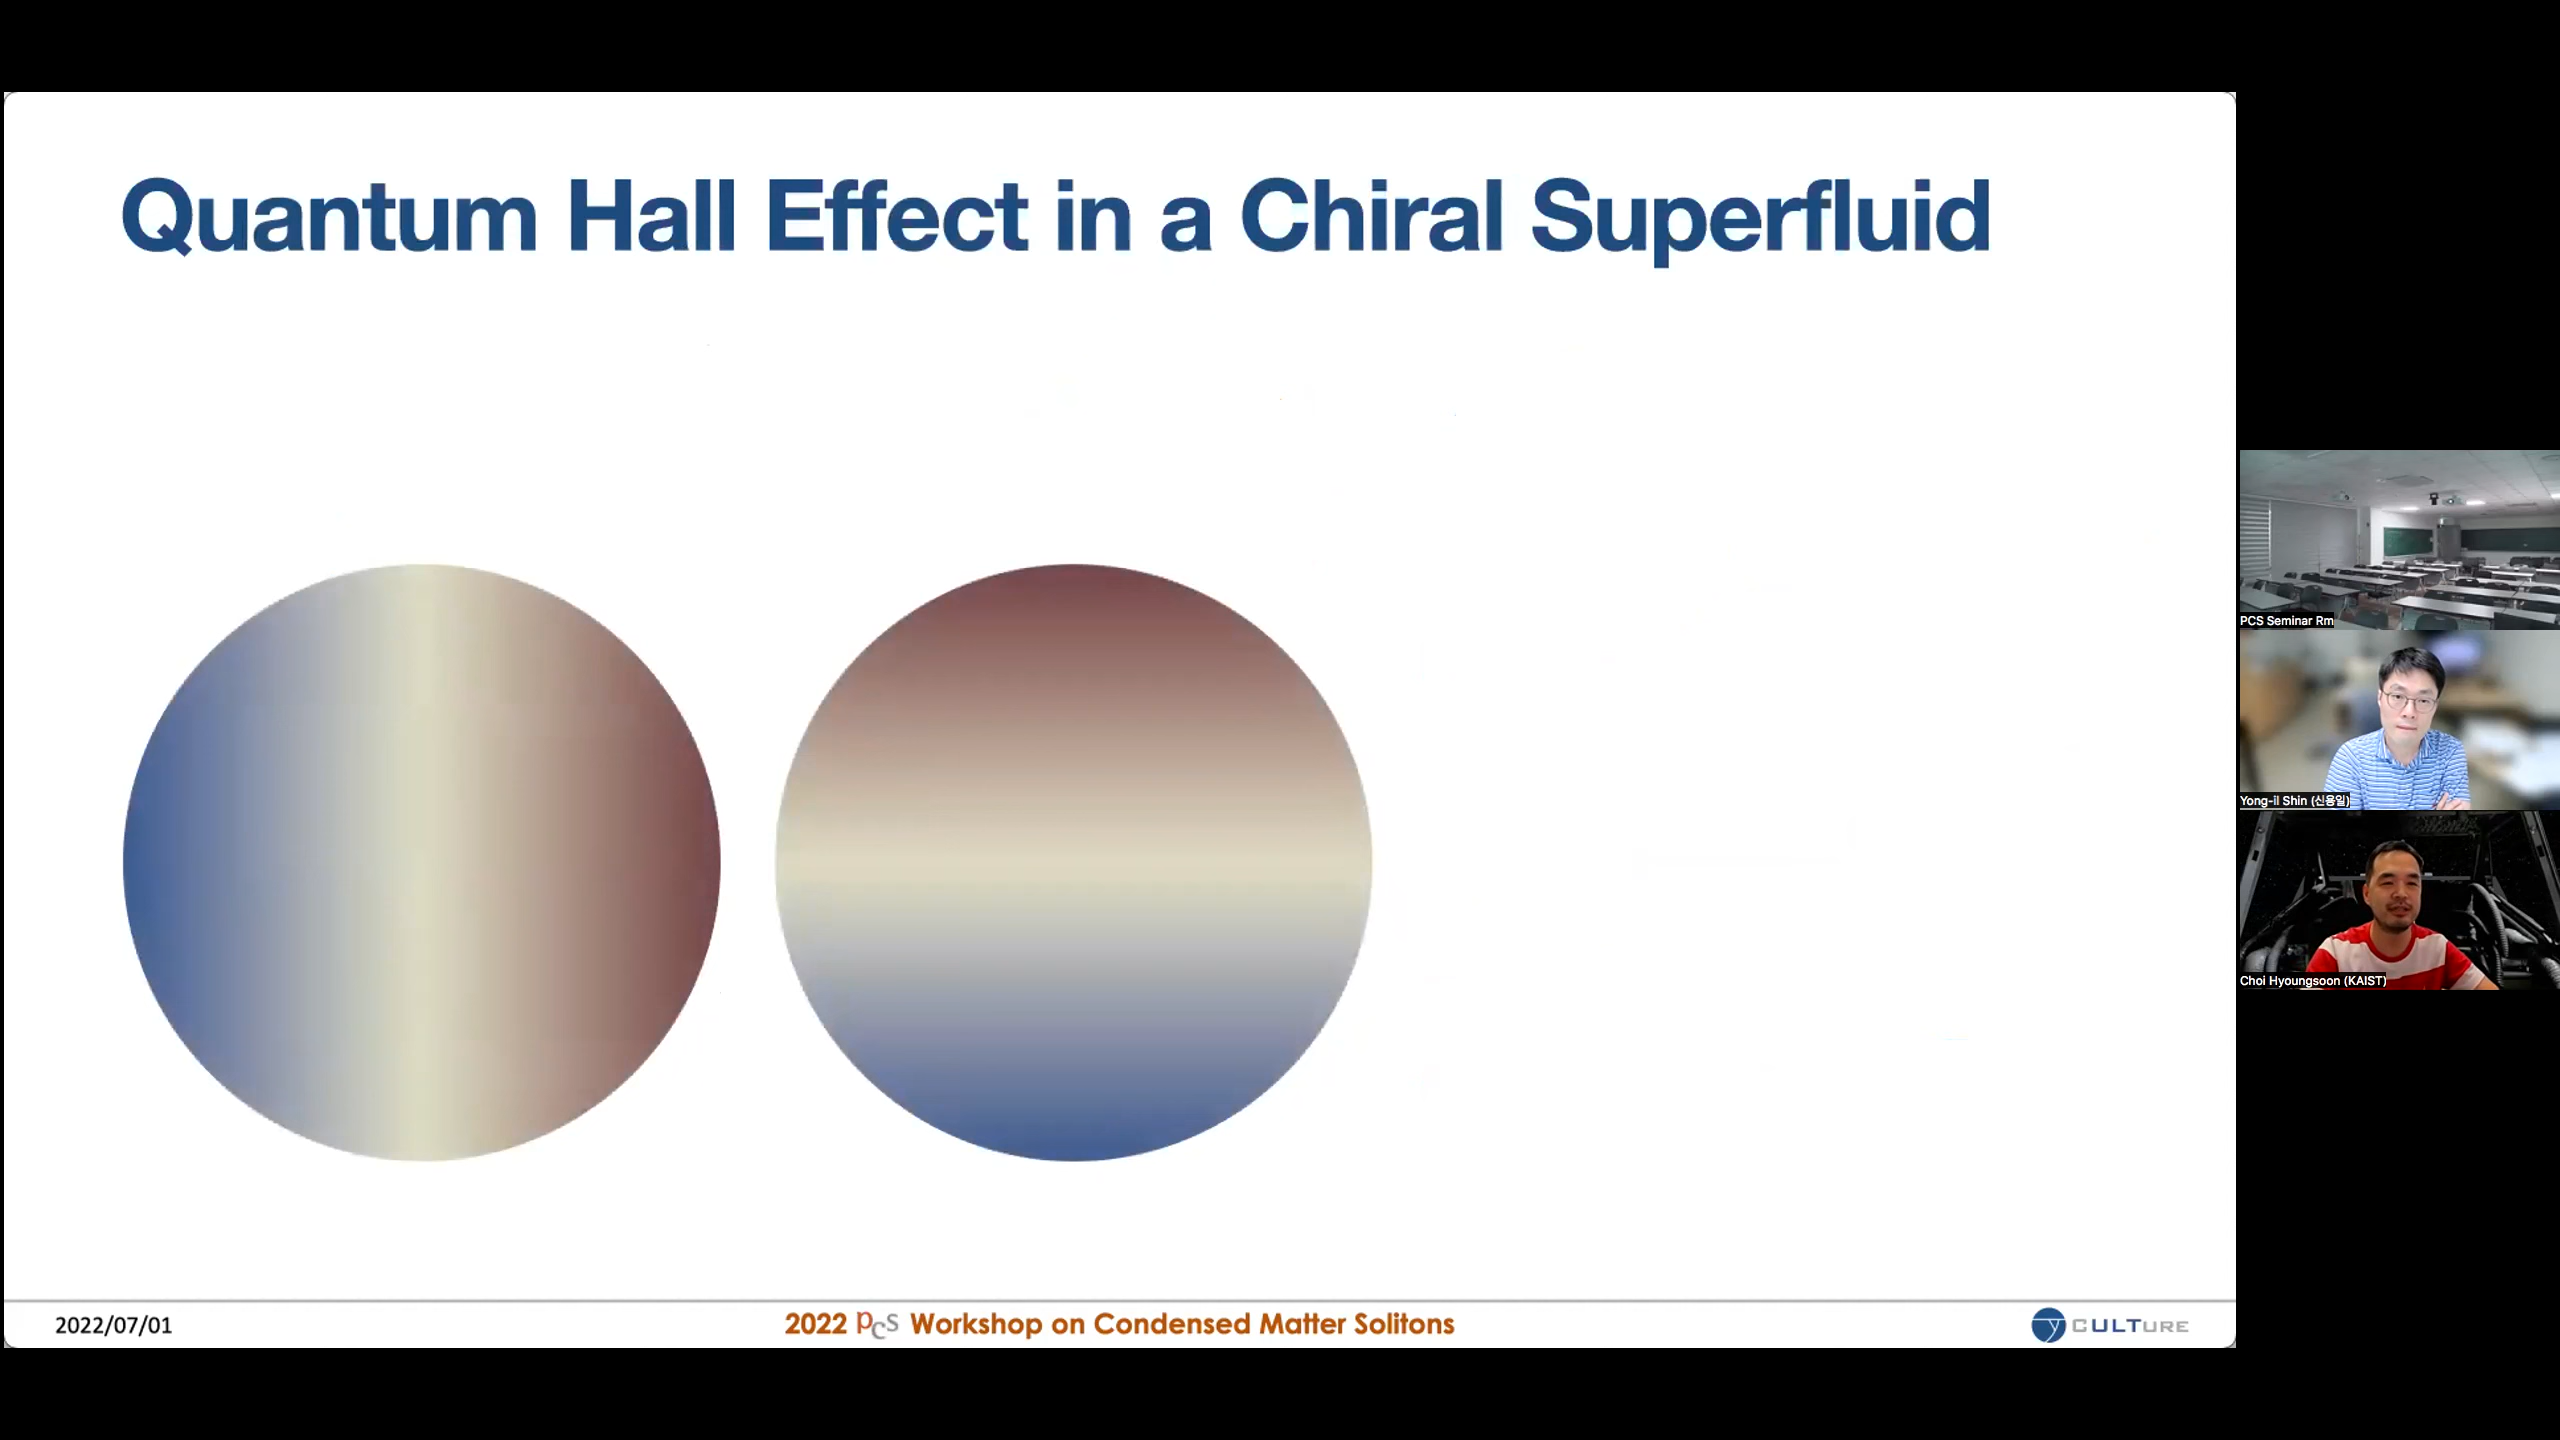 Quantum Hall Effect in a Chiral Superfluid
PCS Seminar Rm
Yong-il Shin (신용일)
Choi Hyoungsoon (KAIST)
2022/07/01
2022 PCS Workshop on Condensed Matter Solitons
CULTURE